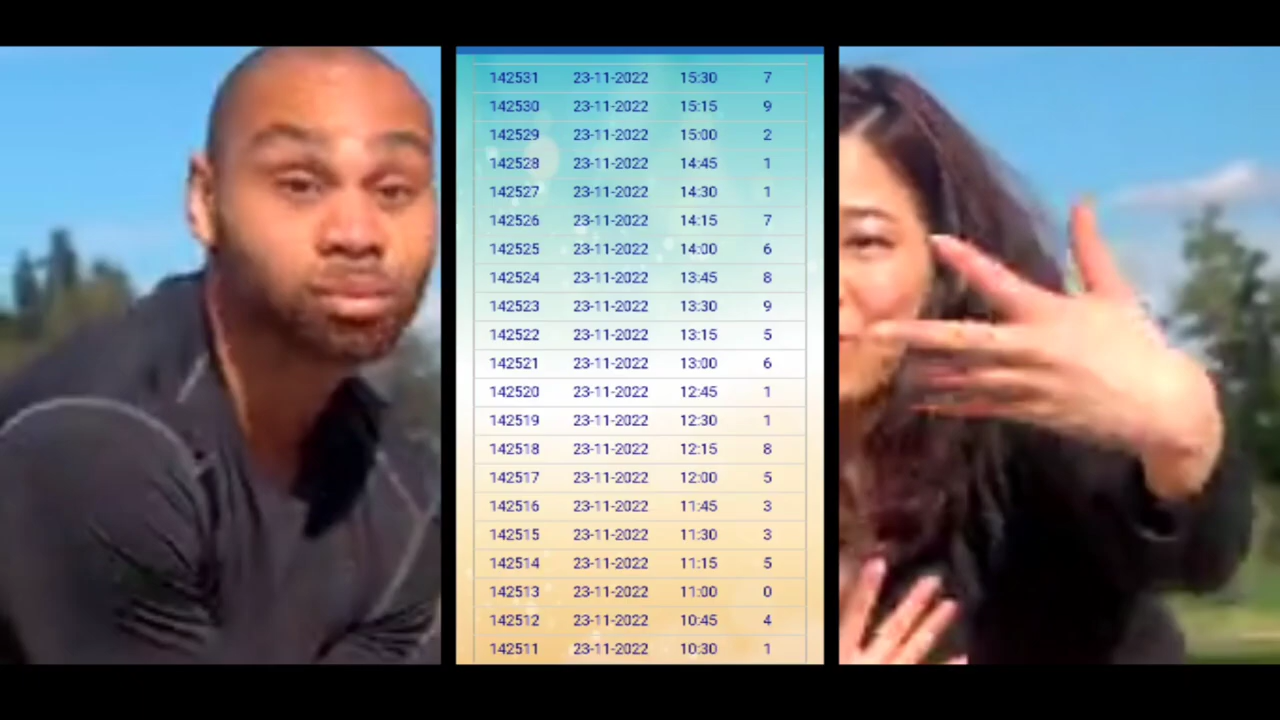 142531 23-11-2022 15:30 7
142530 23-11-2022 15:15 9
142529 23-11-2022 15:00 2
142528 23-11-2022 14:45 1
142527 23-11-2022 14:30 1
142526 23-11-2022 14:15 7
142525 23-11-2022 14:00 6
142524 23-11-2022 13:45 8
142523 23-11-2022 13:30 9
142522 23-11-2022 13:15 5
142521 23-11-2022 13:00 6
142520 23-11-2022 12:45 1
142519 23-11-2022 12:30 1
142518 23-11-2022 12:15 8
142517 23-11-2022 12:00 5
142516 23-11-2022 11:45 3
142515 23-11-2022 11:30 3
142514 23-11-2022 11:15 5
142513 23-11-2022 11:00 0
142512 23-11-2022 10:45 4
142511 23-11-2022 10:30 1